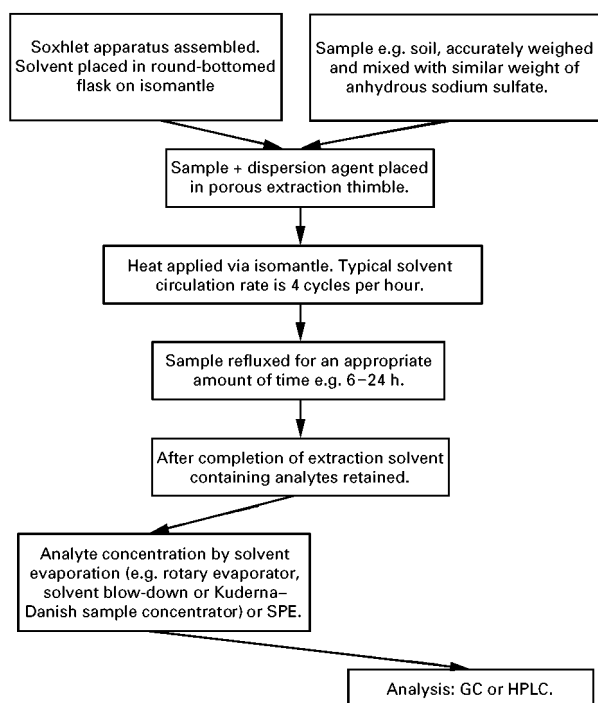 Soxhlet apparatus assembled.
Solvent placed in round-bottomed
flask on isomantle
Sample e.g. soil, accurately weighed
and mixed with similar weight of
anhydrous sodium sulfate.
Sample + dispersion agent placed
in porous extraction thimble.
Heat applied via isomantle. Typical solvent
circulation rate is 4 cycles per hour.
Sample refluxed for an appropriate
amount of time e.g. 6–24 h.
After completion of extraction solvent
containing analytes retained.
Analyte concentration by solvent
evaporation (e.g. rotary evaporator,
solvent blow-down or Kuderna–
Danish sample concentrator) or SPE.
Analysis: GC or HPLC.